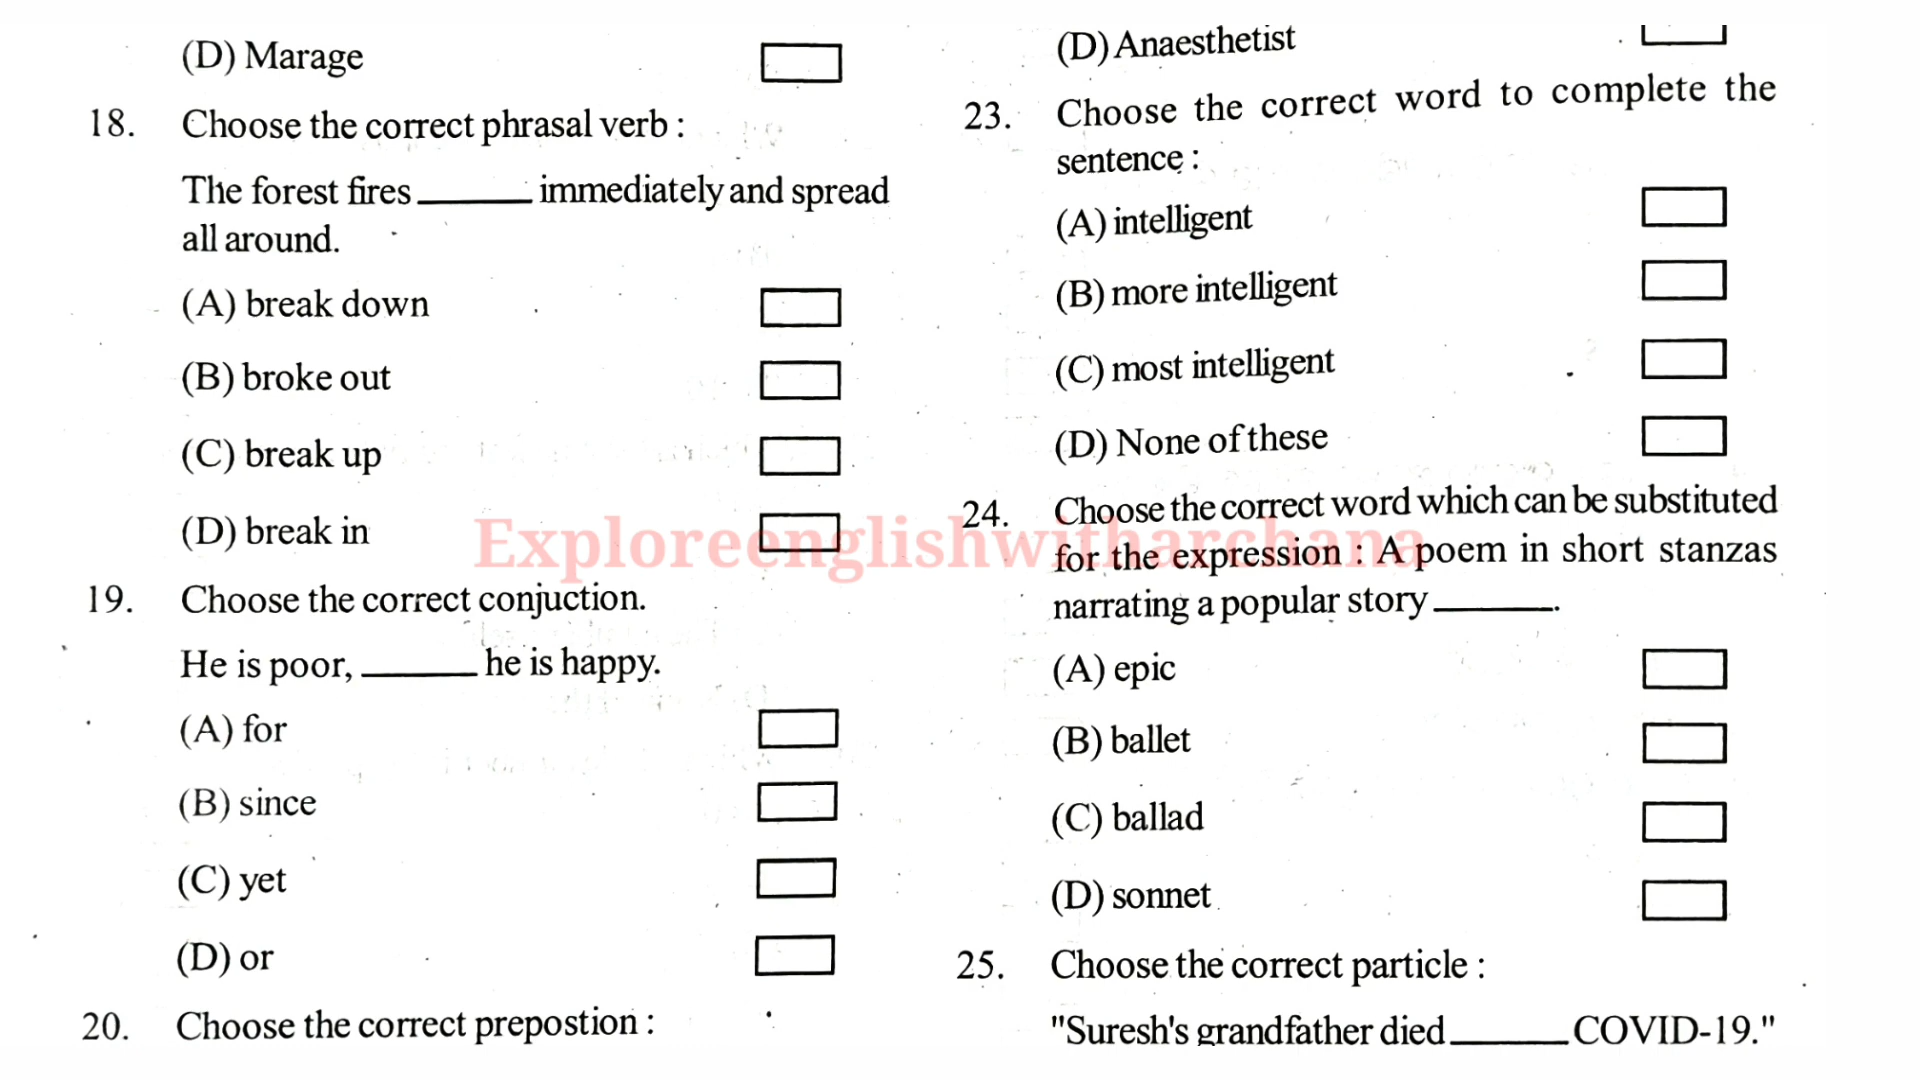 (D) Marage
18. Choose the correct phrasal verb :
The forest fires ______ immediately and spread
all around.
(A) break down
(B) broke out
(C) break up
(D) break in
19. Choose the correct conjuction.
He is poor, ______ he is happy.
(A) for
(B) since
(C) yet
(D) or
20. Choose the correct prepostion :
(D) Anaesthetist
23. Choose the correct word to complete the
sentence :
(A) intelligent
(B) more intelligent
(C) most intelligent
(D) None of these
24. Choose the correct word which can be substituted
for the expression : A poem in short stanzas
narrating a popular story ______.
(A) epic
(B) ballet
(C) ballad
(D) sonnet
25. Choose the correct particle :
"Suresh's grandfather died ______ COVID-19."
Exploreenglishwitharchana